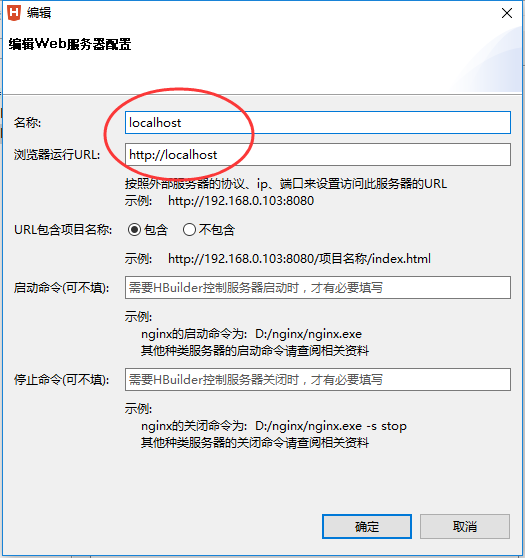 编辑
编辑Web服务器配置
名称: localhost
浏览器运行URL: http://localhost
按照外部服务器的协议、ip、端口来设置访问此服务器的URL
示例: http://192.168.0.103:8080
URL包含项目名称: 包含 不包含
示例: http://192.168.0.103:8080/项目名称/index.html
启动命令(可不填): 需要HBuilder控制服务器启动时，才有必要填写
示例:
nginx的启动命令为: D:/nginx/nginx.exe
其他种类服务器的启动命令请查阅相关资料
停止命令(可不填): 需要HBuilder控制服务器关闭时，才有必要填写
示例:
nginx的关闭命令为: D:/nginx/nginx.exe -s stop
其他种类服务器的关闭命令请查阅相关资料
确定 取消